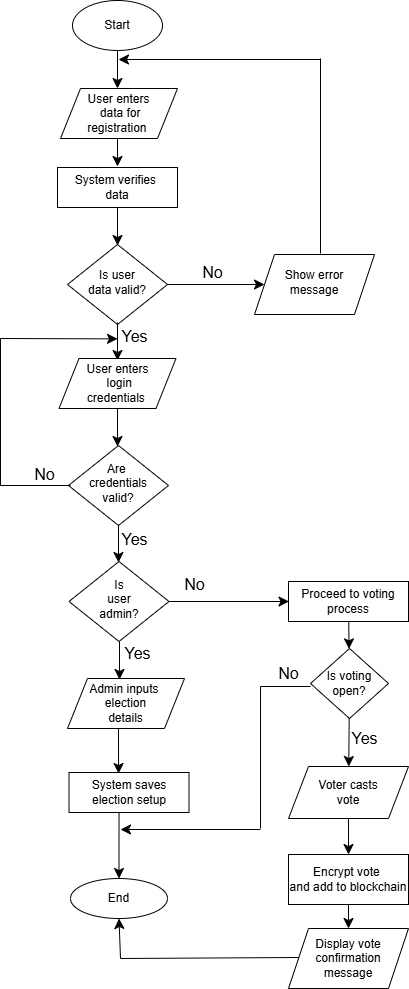 Start
User enters
data for
registration
System verifies
data
Is user
data valid?
No
Show error
message
Yes
User enters
login
credentials
Are
credentials
valid?
No
Yes
Is
user
admin?
No
Proceed to voting
process
Yes
Is voting
open?
No
Admin inputs
election
details
Yes
System saves
election setup
Voter casts
vote
Encrypt vote
and add to blockchain
End
Display vote
confirmation
message